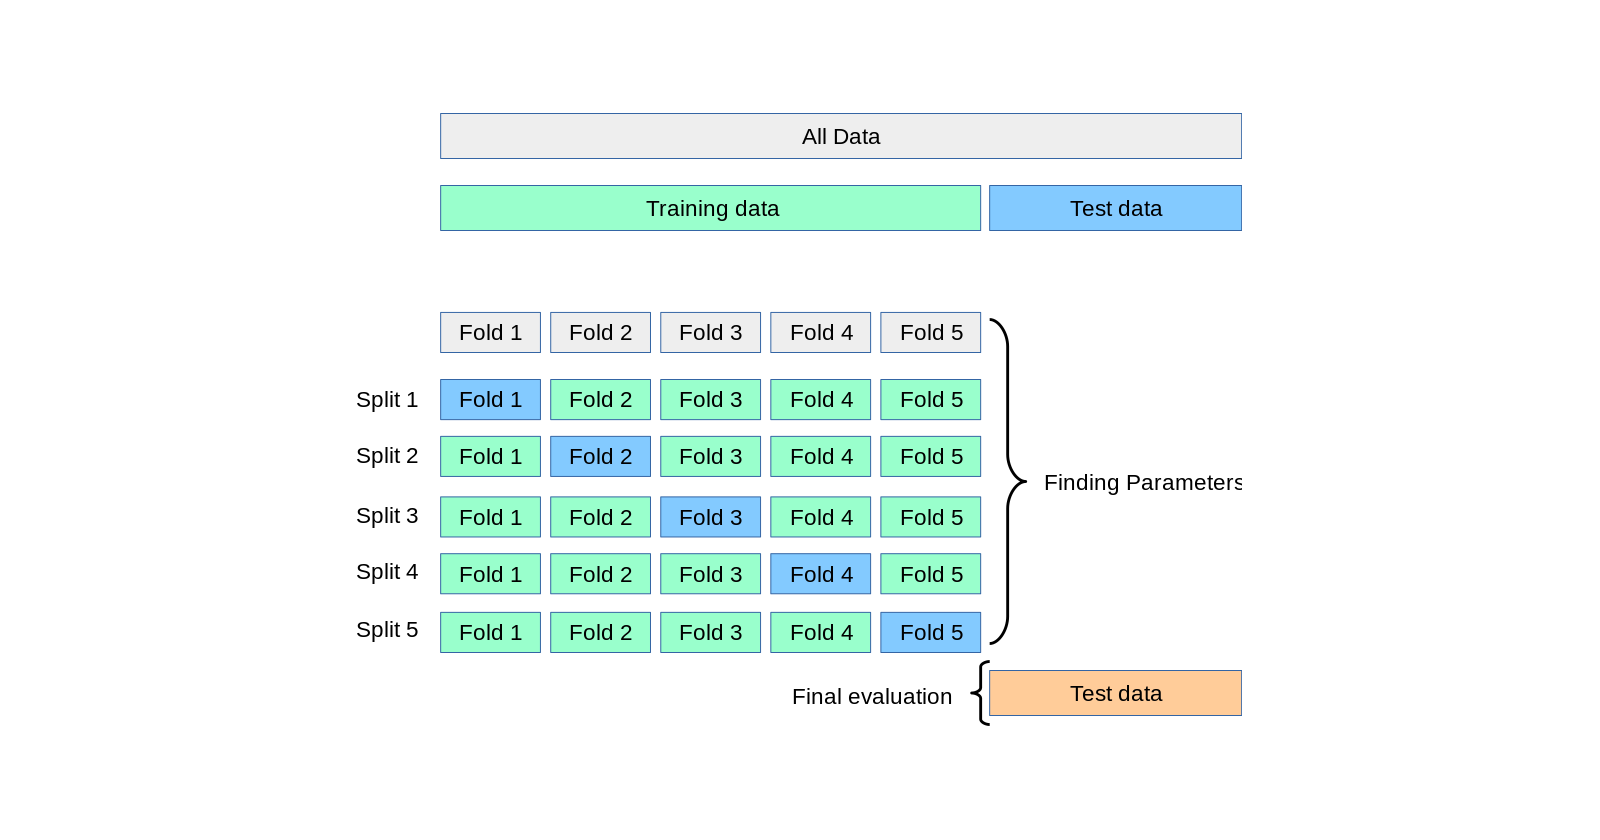 All Data
Training data Test data
Fold 1 Fold 2 Fold 3 Fold 4 Fold 5
Split 1 Fold 1 Fold 2 Fold 3 Fold 4 Fold 5
Split 2 Fold 1 Fold 2 Fold 3 Fold 4 Fold 5
Finding Parameters
Split 3 Fold 1 Fold 2 Fold 3 Fold 4 Fold 5
Split 4 Fold 1 Fold 2 Fold 3 Fold 4 Fold 5
Split 5 Fold 1 Fold 2 Fold 3 Fold 4 Fold 5
Final evaluation Test data